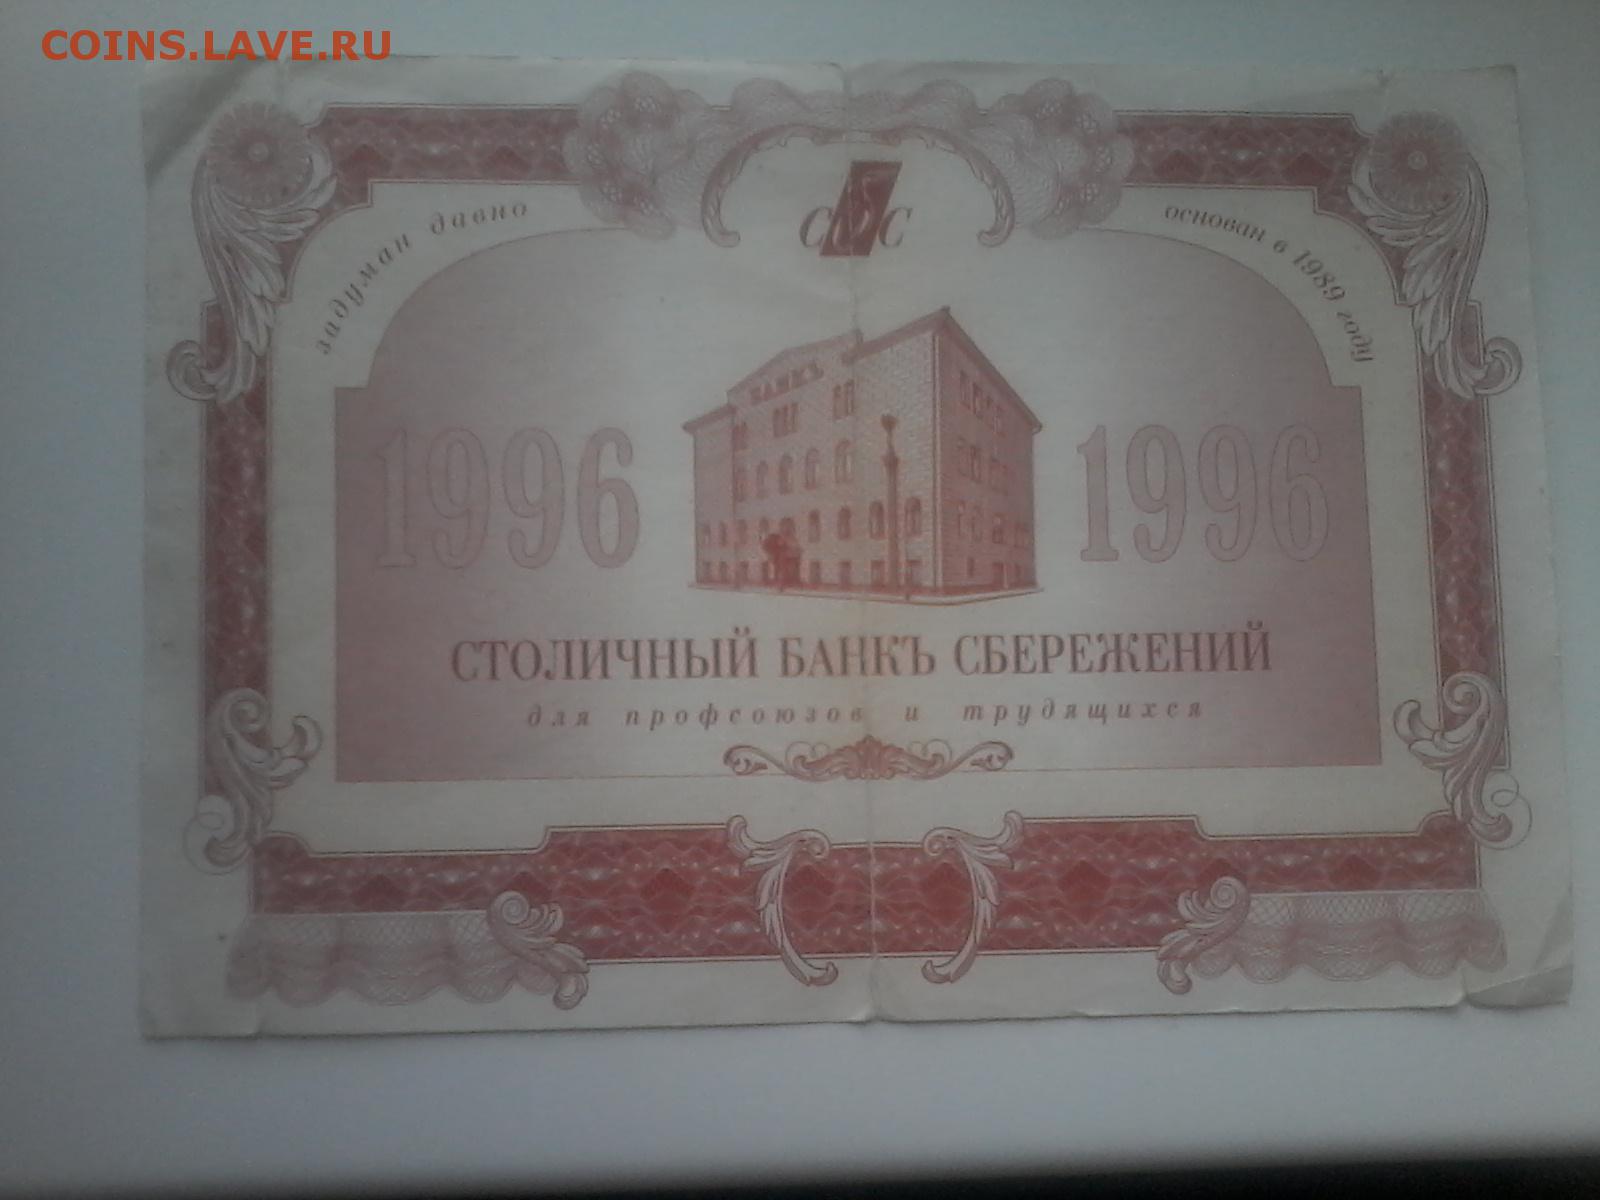 COINS.LAVE.RU
СБС
задуман давно
основан в 1989 году
БАНКЪ
1996
1996
СТОЛИЧНЫЙ БАНКЪ СБЕРЕЖЕНИЙ
для профсоюзов и трудящихся